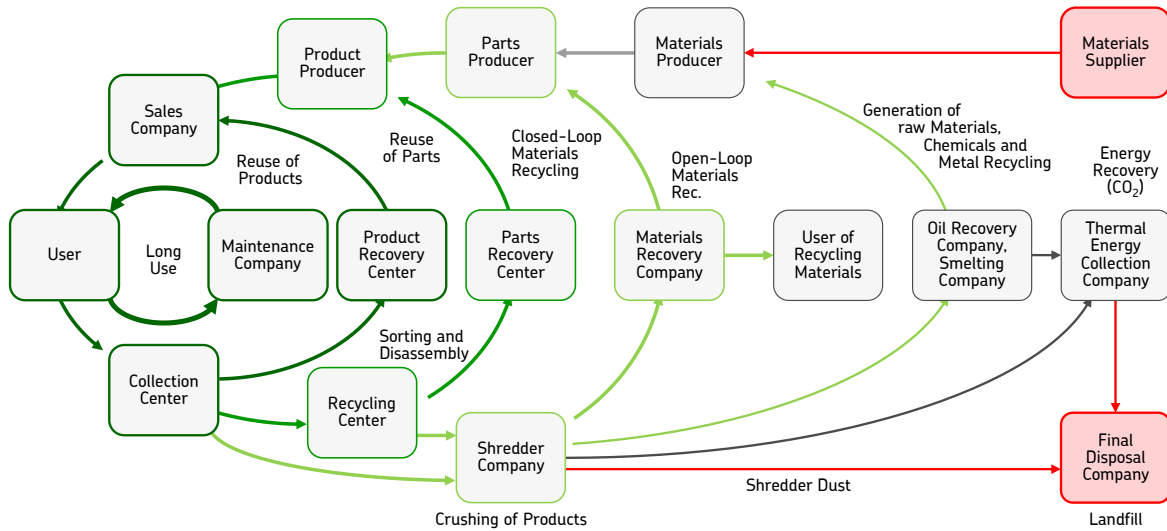 Product
Producer
Parts
Producer
Materials
Producer
Materials
Supplier
Sales
Company
Reuse of
Products
Reuse
of Parts
Closed-Loop
Materials
Recycling
Open-Loop
Materials
Rec.
Generation of
raw Materials,
Chemicals and
Metal Recycling
Energy
Recovery
(CO₂)
User
Long
Use
Maintenance
Company
Product
Recovery
Center
Parts
Recovery
Center
Materials
Recovery
Company
User of
Recycling
Materials
Oil Recovery
Company,
Smelting
Company
Thermal
Energy
Collection
Company
Sorting and
Disassembly
Collection
Center
Recycling
Center
Shredder
Company
Shredder Dust
Final
Disposal
Company
Crushing of Products
Landfill